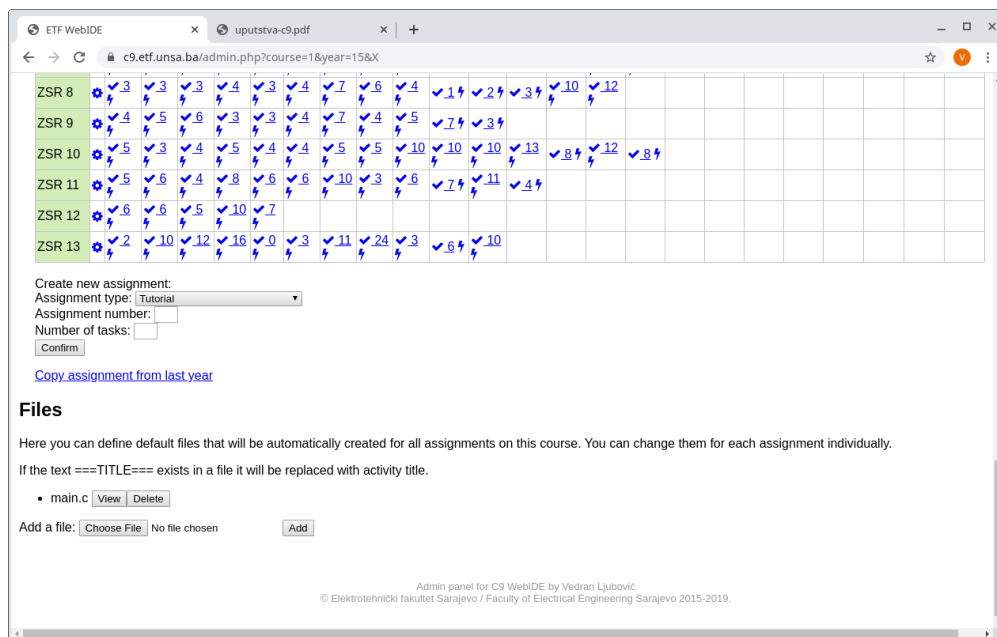 ETF WebIDE
uputstva-c9.pdf
c9.etf.unsa.ba/admin.php?course=1&year=15&X
V
ZSR 8 3 3 3 4 3 4 7 6 4 1 2 3 10 12
ZSR 9 4 5 6 3 3 4 7 4 5 7 3
ZSR 10 5 3 4 5 4 4 5 5 10 10 10 13 8 12 8
ZSR 11 5 6 4 8 6 6 10 3 6 7 11 4
ZSR 12 6 6 5 10 7
ZSR 13 2 10 12 16 0 3 11 24 3 6 10
Create new assignment:
Assignment type: Tutorial
Assignment number:
Number of tasks:
Confirm
Copy assignment from last year
Files
Here you can define default files that will be automatically created for all assignments on this course. You can change them for each assignment individually.
If the text ===TITLE=== exists in a file it will be replaced with activity title.
• main.c View Delete
Add a file: Choose File No file chosen Add
Admin panel for C9 WebIDE by Vedran Ljubović
© Elektrotehnički fakultet Sarajevo / Faculty of Electrical Engineering Sarajevo 2015-2019.